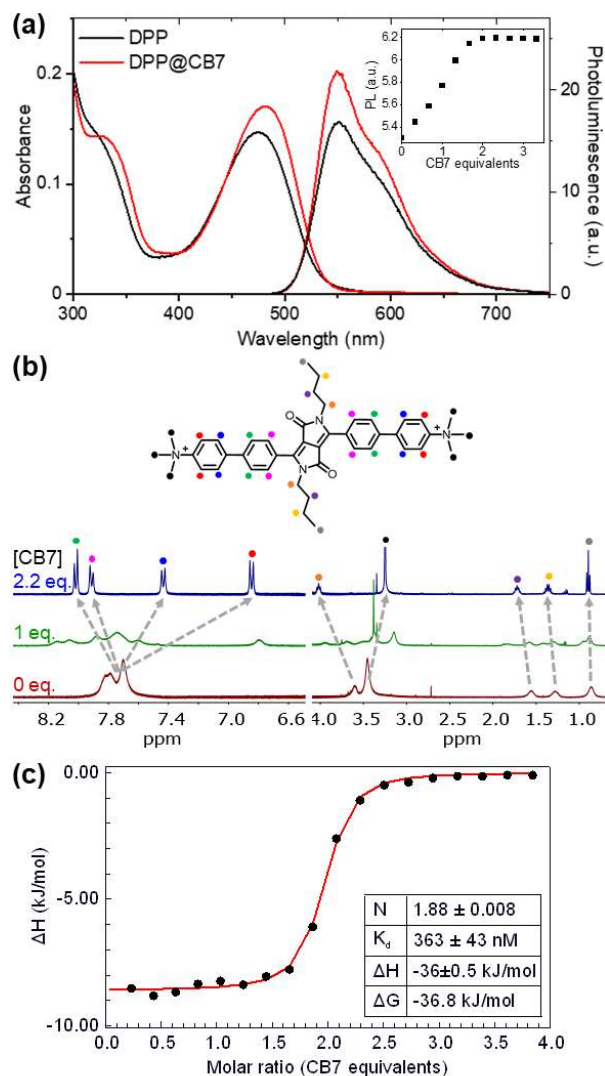 (a)
DPP
DPP@CB7
Absorbance
0.2
0.1
0
300
400
500
600
700
Wavelength (nm)
Photoluminescence (a.u.)
20
10
0
PL (a.u.)
6.2
6
5.8
5.6
5.4
0
1
2
3
CB7 equivalents
(b)
N
O
N
O
N
+
N
+
[CB7]
2.2 eq.
1 eq.
0 eq.
8.2 7.8 7.4 7.0 6.6
ppm
4.0 3.5 3.0 2.5 2.0 1.5 1.0
ppm
(c)
ΔH (kJ/mol)
0.00
-5.00
-10.00
N 1.88 ± 0.008
Kd 363 ± 43 nM
ΔH -36±0.5 kJ/mol
ΔG -36.8 kJ/mol
0.0 0.5 1.0 1.5 2.0 2.5 3.0 3.5 4.0
Molar ratio (CB7 equivalents)